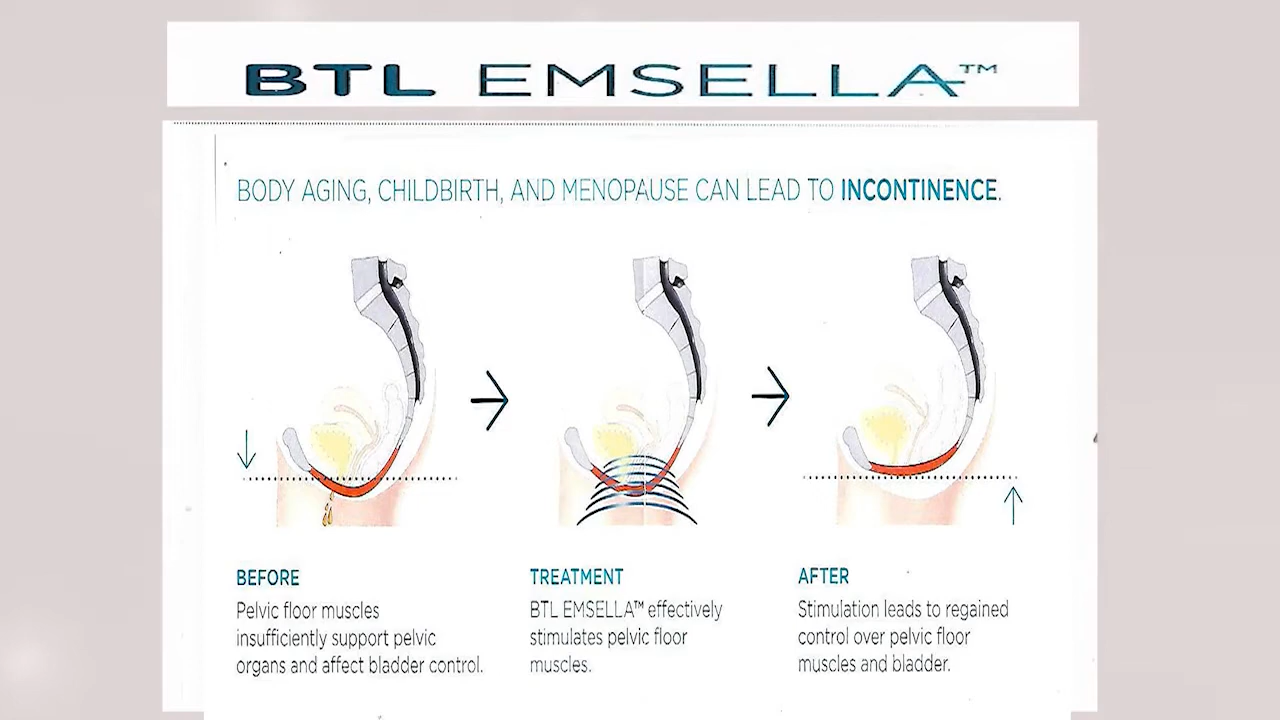 BTL EMSELLA™
BODY AGING, CHILDBIRTH, AND MENOPAUSE CAN LEAD TO INCONTINENCE.
BEFORE
Pelvic floor muscles
insufficiently support pelvic
organs and affect bladder control.
TREATMENT
BTL EMSELLA™ effectively
stimulates pelvic floor
muscles.
AFTER
Stimulation leads to regained
control over pelvic floor
muscles and bladder.